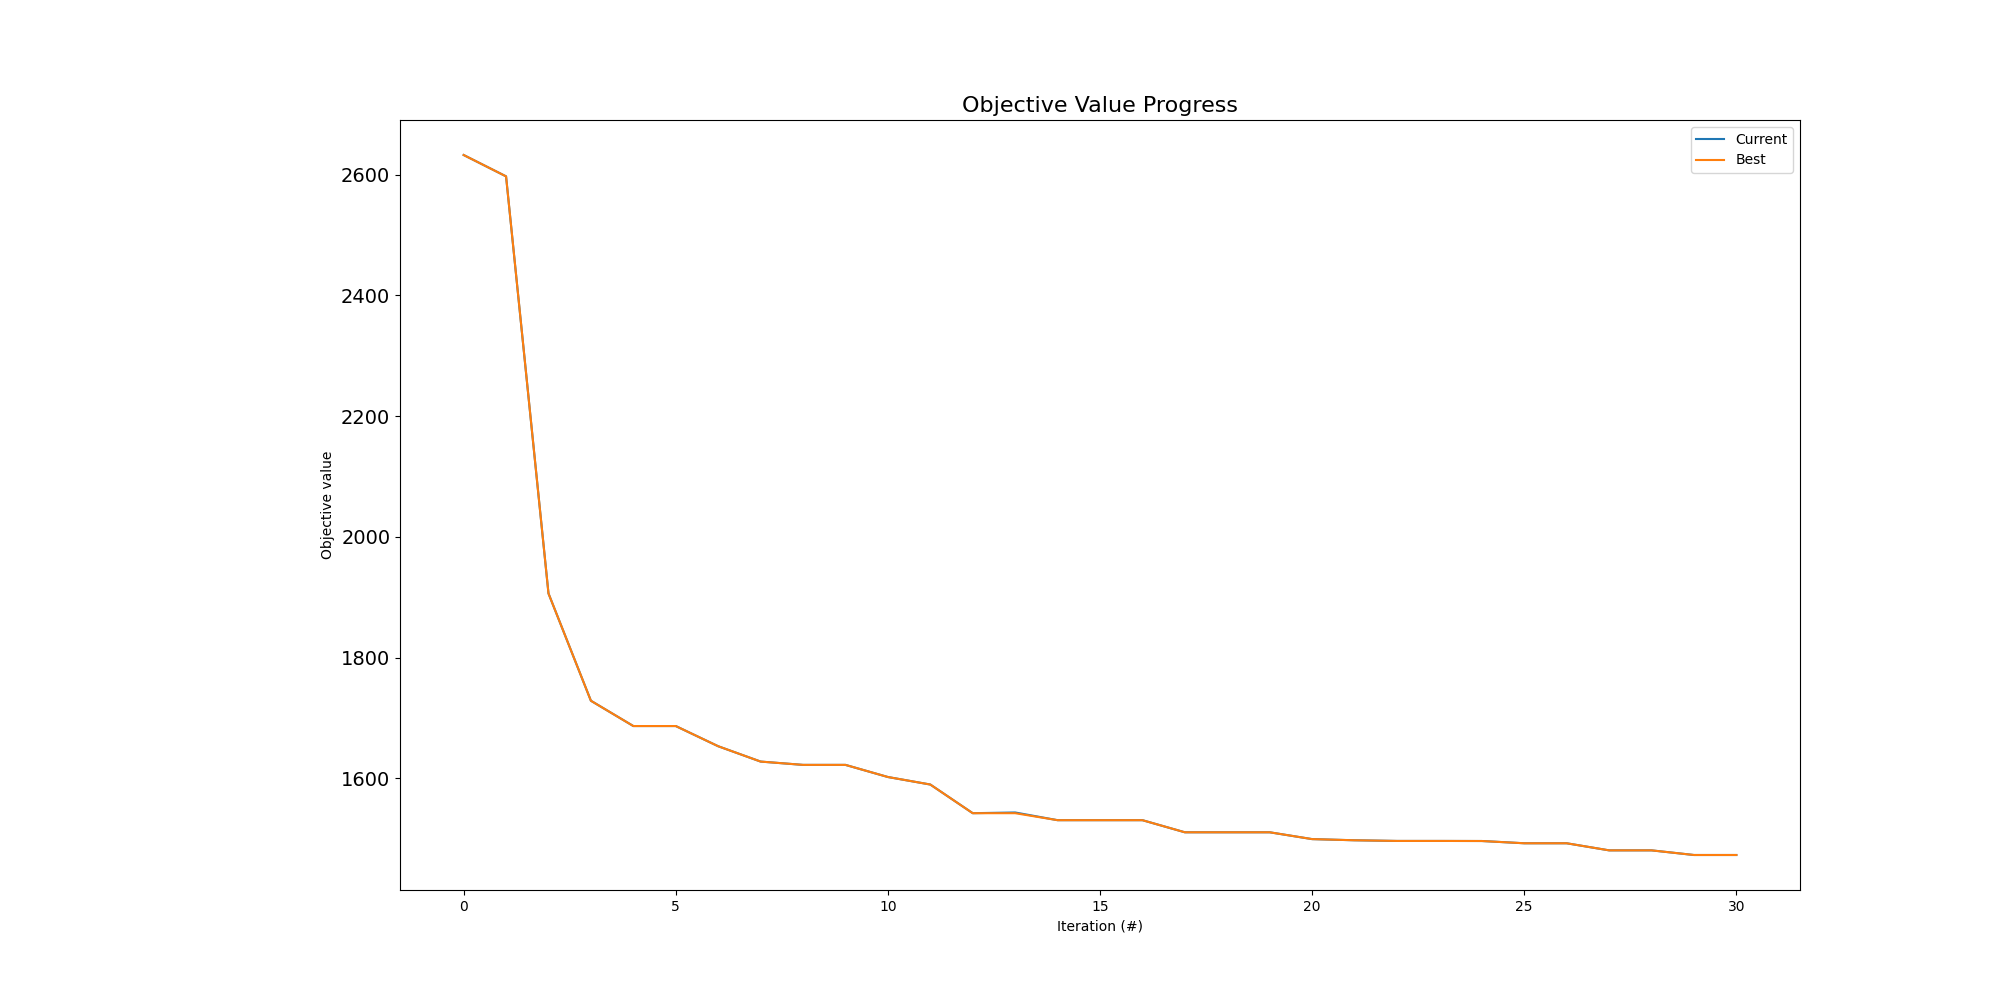 Objective Value Progress
Current
Best
2600
2400
2200
2000
1800
1600
Objective value
0 5 10 15 20 25 30
Iteration (#)